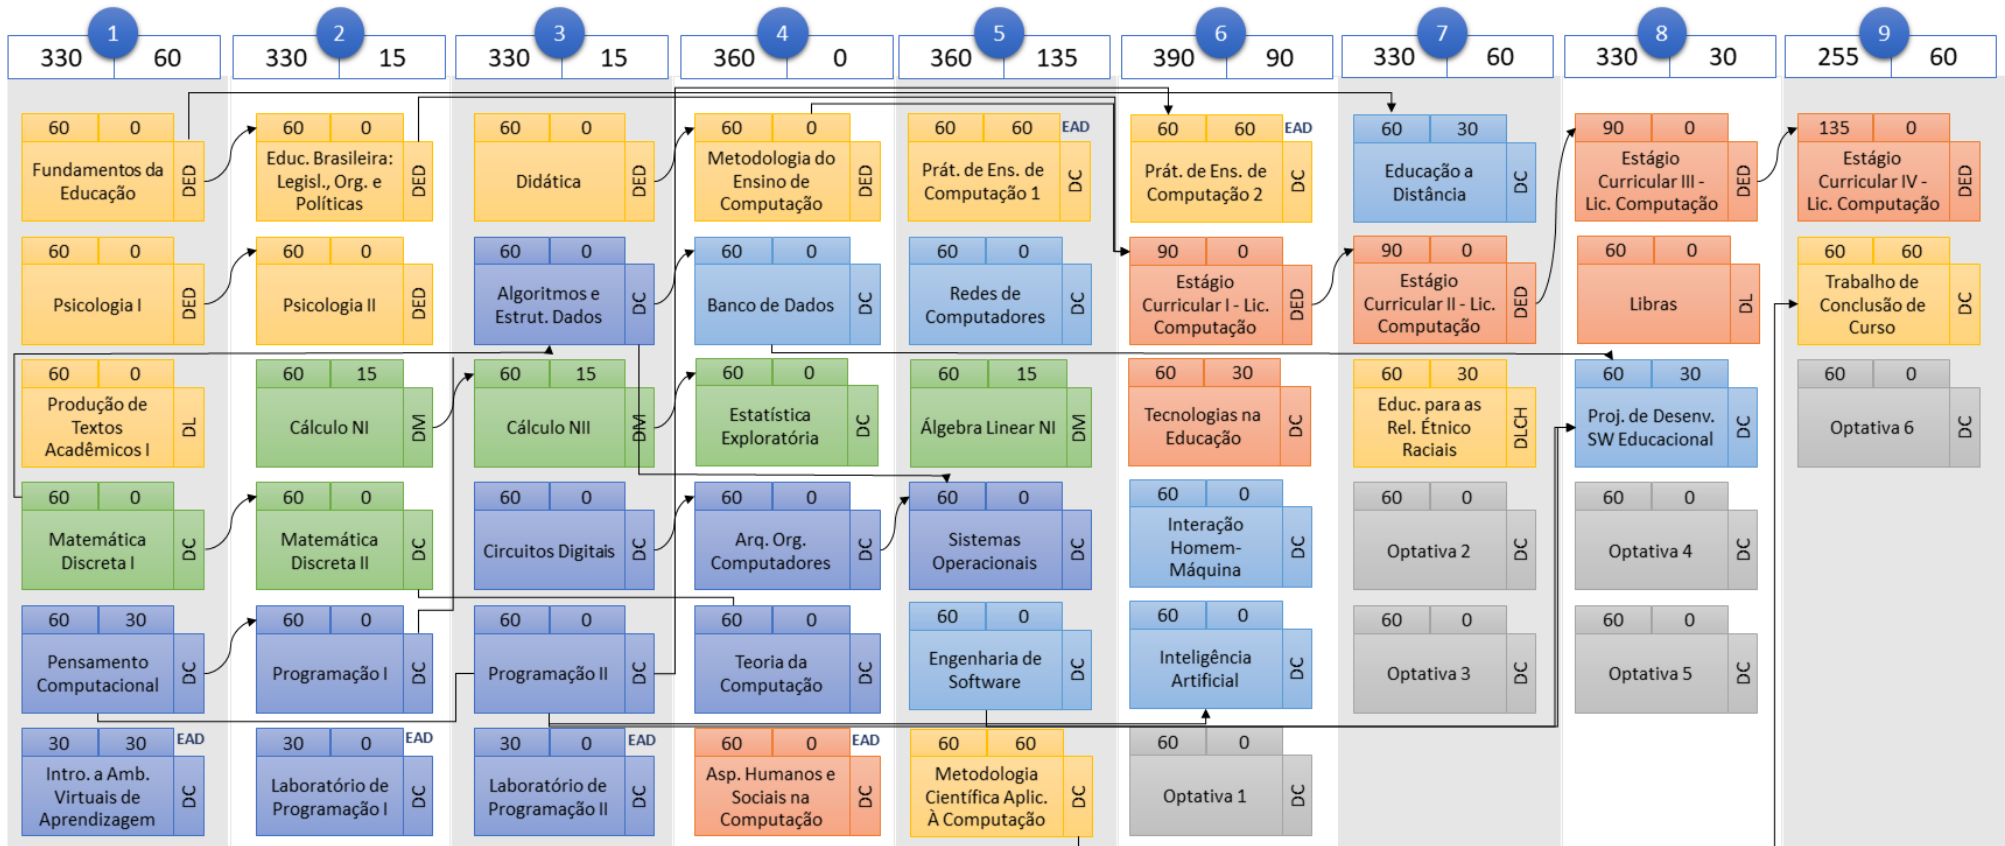 1
330 60
60 0
Fundamentos da
Educação
DED
60 0
Psicologia I
DED
60 0
Produção de
Textos
Acadêmicos I
DL
60 0
Matemática
Discreta I
DC
60 30
Pensamento
Computacional
DC
30 30 EAD
Intro. a Amb.
Virtuais de
Aprendizagem
DC
2
330 15
60 0
Educ. Brasileira:
Legisl., Org. e
Políticas
DED
60 0
Psicologia II
DED
60 15
Cálculo NI
DM
60 0
Matemática
Discreta II
DC
60 0
Programação I
DC
30 0 EAD
Laboratório de
Programação I
DC
3
330 15
60 0
Didática
DED
60 0
Algoritmos e
Estrut. Dados
DC
60 15
Cálculo NII
DM
60 0
Circuitos Digitais
DC
60 0
Programação II
DC
30 0 EAD
Laboratório de
Programação II
DC
4
360 0
60 0
Metodologia do
Ensino de
Computação
DED
60 0
Banco de Dados
DC
60 0
Estatística
Exploratória
DC
60 0
Arq. Org.
Computadores
DC
60 0
Teoria da
Computação
DC
60 0 EAD
Asp. Humanos e
Sociais na
Computação
DC
5
360 135
60 60 EAD
Prát. de Ens. de
Computação 1
DC
60 0
Redes de
Computadores
DC
60 15
Álgebra Linear NI
DM
60 0
Sistemas
Operacionais
DC
60 0
Engenharia de
Software
DC
60 60
Metodologia
Científica Aplic.
À Computação
DC
6
390 90
60 60 EAD
Prát. de Ens. de
Computação 2
DC
90 0
Estágio
Curricular I - Lic.
Computação
DED
60 30
Tecnologias na
Educação
DC
60 0
Interação
Homem-
Máquina
DC
60 0
Inteligência
Artificial
DC
60 0
Optativa 1
DC
7
330 60
60 30
Educação a
Distância
DC
90 0
Estágio
Curricular II - Lic.
Computação
DED
60 30
Educ. para as
Rel. Étnico
Raciais
DLCH
60 0
Optativa 2
DC
60 0
Optativa 3
DC
8
330 30
90 0
Estágio
Curricular III -
Lic. Computação
DED
60 0
Libras
DL
60 30
Proj. de Desenv.
SW Educacional
DC
60 0
Optativa 4
DC
60 0
Optativa 5
DC
9
255 60
135 0
Estágio
Curricular IV -
Lic. Computação
DED
60 60
Trabalho de
Conclusão de
Curso
DC
60 0
Optativa 6
DC